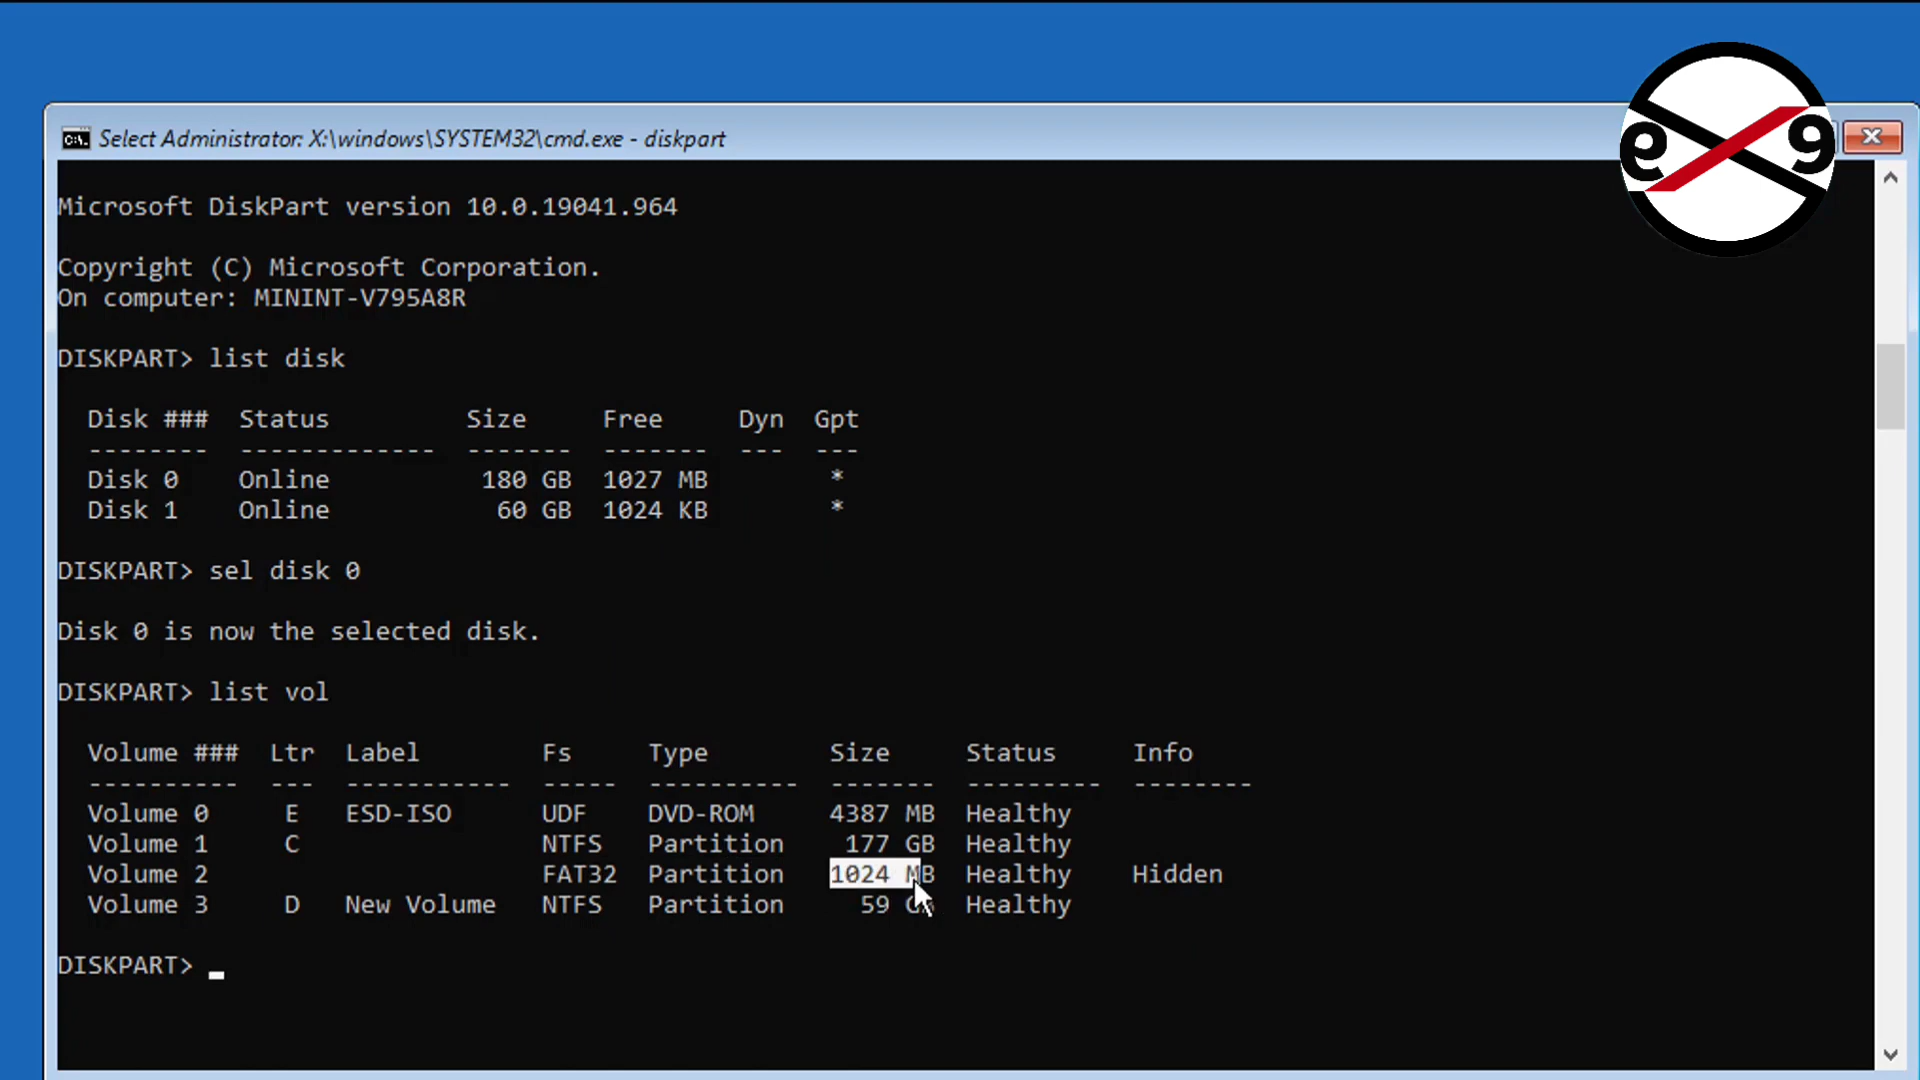 Select Administrator: X:\windows\SYSTEM32\cmd.exe - diskpart
Microsoft DiskPart version 10.0.19041.964
Copyright (C) Microsoft Corporation.
On computer: MININT-V795A8R
DISKPART> list disk
Disk ### Status Size Free Dyn Gpt
-------- ------------- ------- ------- --- ---
Disk 0 Online 180 GB 1027 MB *
Disk 1 Online 60 GB 1024 KB *
DISKPART> sel disk 0
Disk 0 is now the selected disk.
DISKPART> list vol
Volume ### Ltr Label Fs Type Size Status Info
---------- --- ----------- ----- ---------- ------- --------- --------
Volume 0 E ESD-ISO UDF DVD-ROM 4387 MB Healthy
Volume 1 C NTFS Partition 177 GB Healthy
Volume 2 FAT32 Partition 1024 MB Healthy Hidden
Volume 3 D New Volume NTFS Partition 59 GB Healthy
DISKPART>
e 9